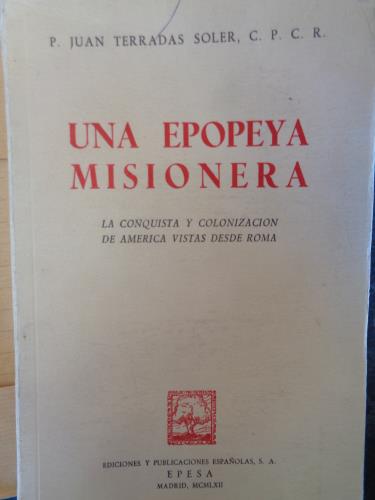 P. JUAN TERRADAS SOLER, C. P. C. R.
UNA EPOPEYA
MISIONERA
LA CONQUISTA Y COLONIZACION
DE AMERICA VISTAS DESDE ROMA
EDICIONES Y PUBLICACIONES ESPAÑOLAS, S. A.
EPESA
MADRID, MCMLXII